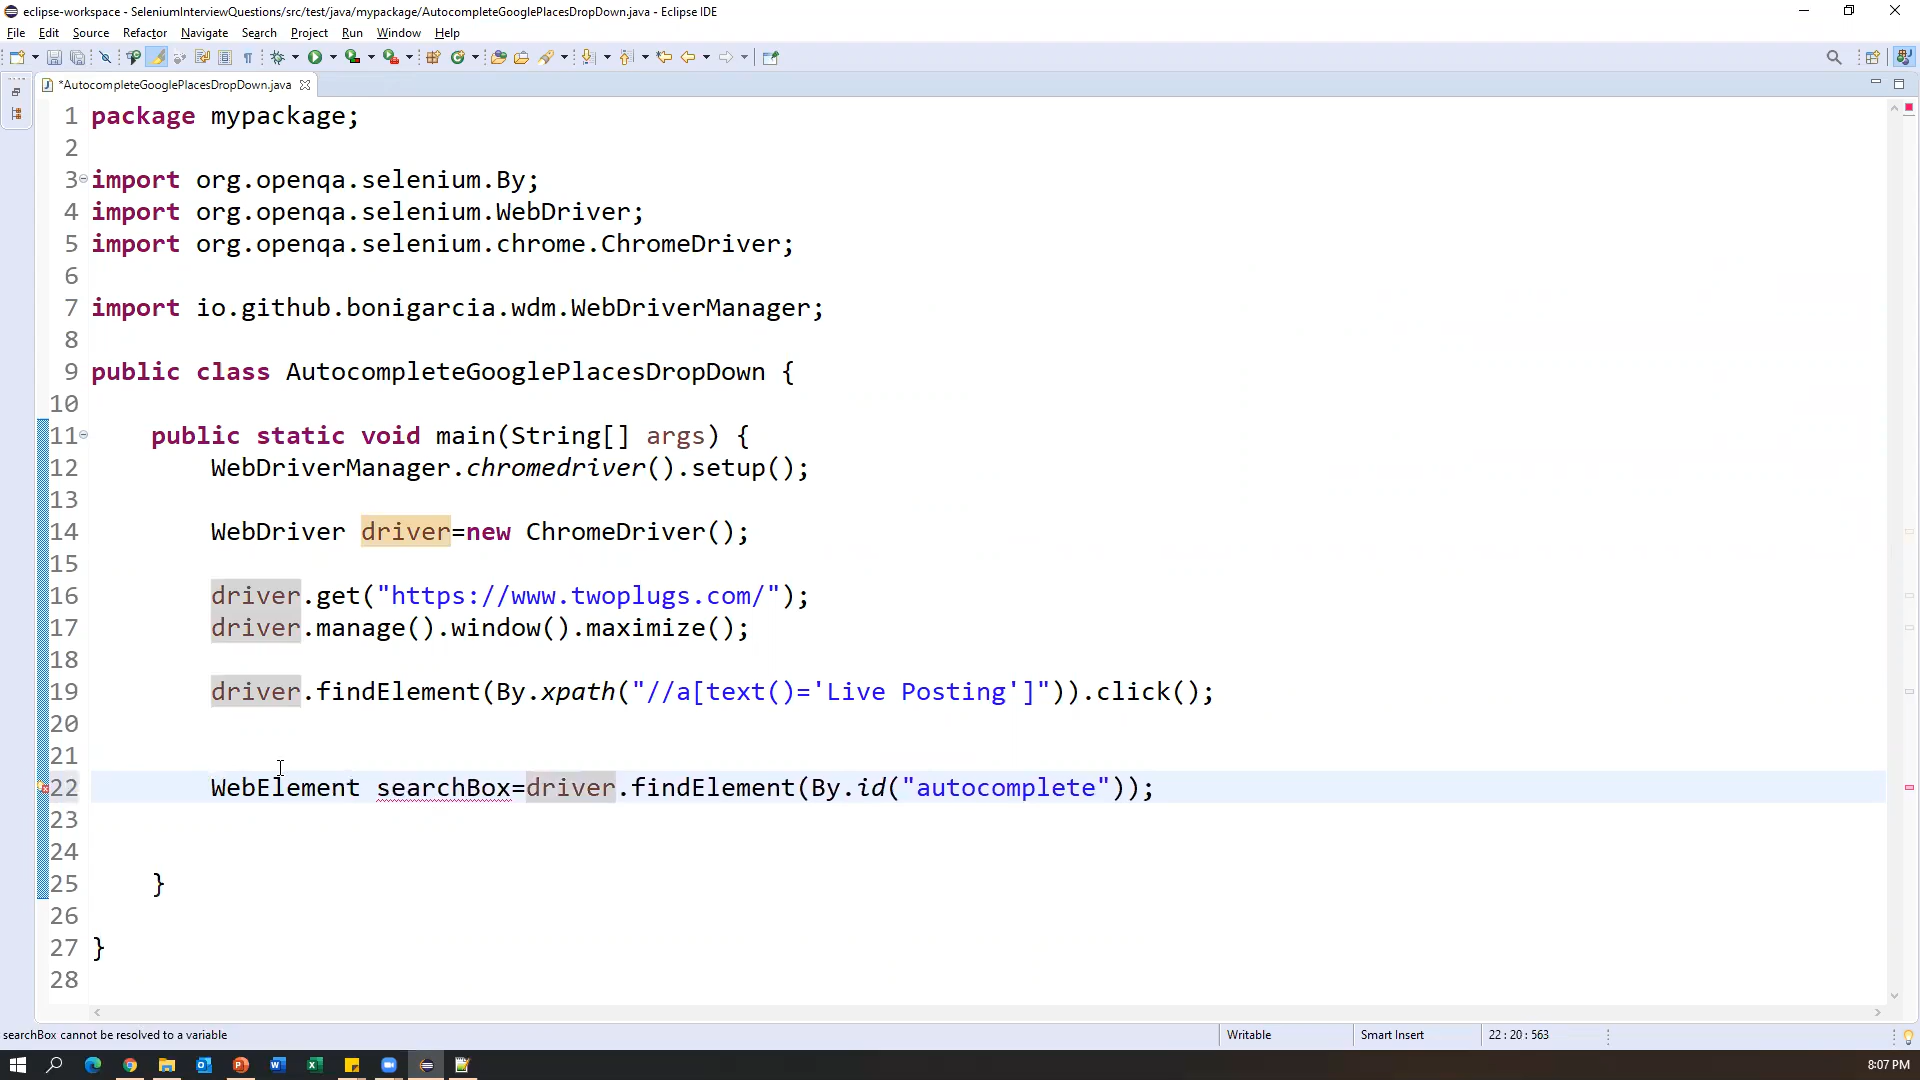 eclipse-workspace - SeleniumInterviewQuestions/src/test/java/mypackage/AutocompleteGooglePlacesDropDown.java - Eclipse IDE
File Edit Source Refactor Navigate Search Project Run Window Help
*AutocompleteGooglePlacesDropDown.java
1 package mypackage;
2
3 import org.openqa.selenium.By;
4 import org.openqa.selenium.WebDriver;
5 import org.openqa.selenium.chrome.ChromeDriver;
6
7 import io.github.bonigarcia.wdm.WebDriverManager;
8
9 public class AutocompleteGooglePlacesDropDown {
10
11 public static void main(String[] args) {
12 WebDriverManager.chromedriver().setup();
13
14 WebDriver driver=new ChromeDriver();
15
16 driver.get("https://www.twoplugs.com/");
17 driver.manage().window().maximize();
18
19 driver.findElement(By.xpath("//a[text()='Live Posting']")).click();
20
21
22 WebElement searchBox=driver.findElement(By.id("autocomplete"));
23
24
25 }
26
27 }
28
searchBox cannot be resolved to a variable Writable Smart Insert 22 : 20 : 563
8:07 PM